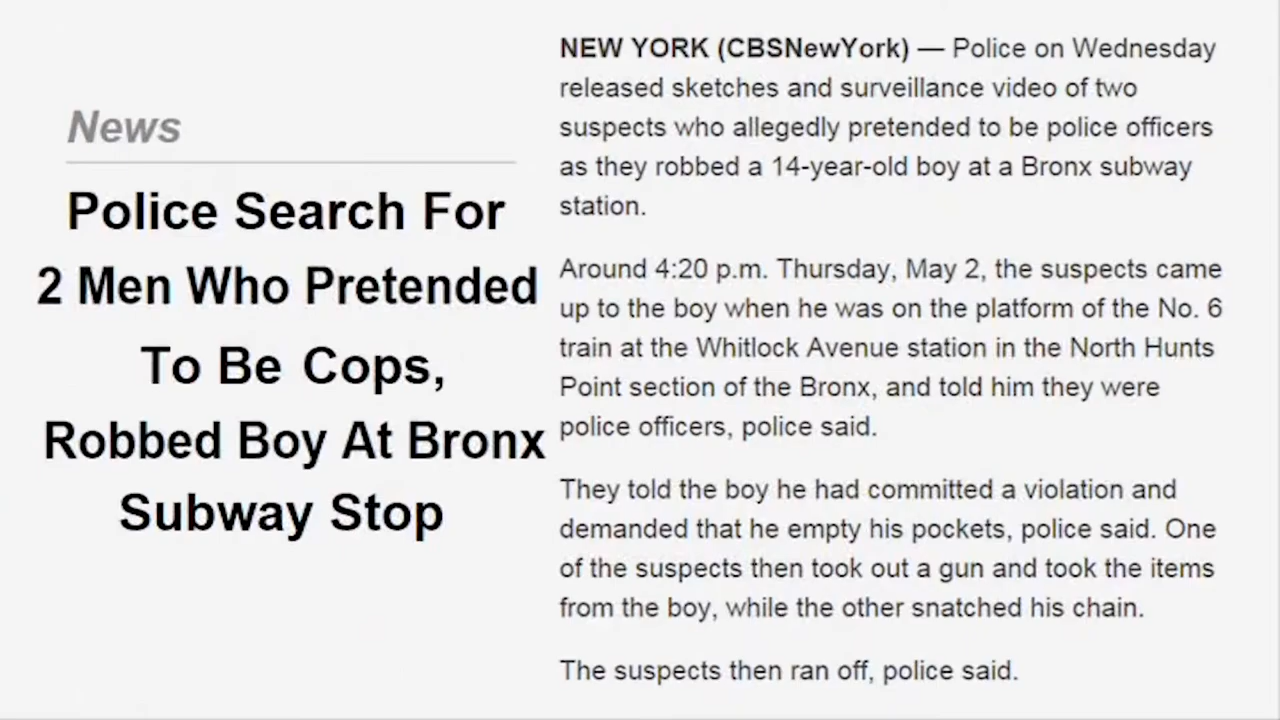 News
Police Search For
2 Men Who Pretended
To Be Cops,
Robbed Boy At Bronx
Subway Stop
NEW YORK (CBSNewYork) — Police on Wednesday
released sketches and surveillance video of two
suspects who allegedly pretended to be police officers
as they robbed a 14-year-old boy at a Bronx subway
station.
Around 4:20 p.m. Thursday, May 2, the suspects came
up to the boy when he was on the platform of the No. 6
train at the Whitlock Avenue station in the North Hunts
Point section of the Bronx, and told him they were
police officers, police said.
They told the boy he had committed a violation and
demanded that he empty his pockets, police said. One
of the suspects then took out a gun and took the items
from the boy, while the other snatched his chain.
The suspects then ran off, police said.